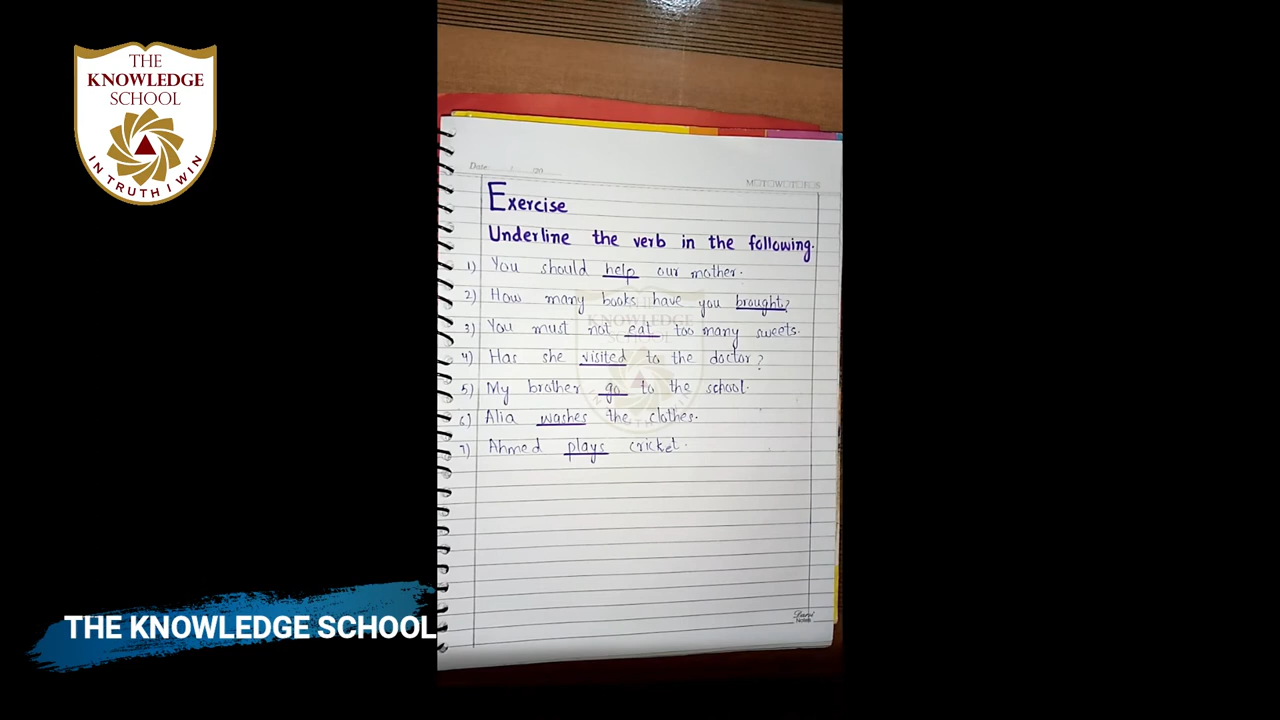 THE
KNOWLEDGE
SCHOOL
IN TRUTH I WIN
Date
Exercise
Underline the verb in the following.
1) You should help our mother.
2) How many books have you brought?
3) You must not eat too many sweets.
4) Has she visited to the doctor?
5) My brother go to the school.
6) Alia washes the clothes.
7) Ahmed plays cricket.
KNOWLEDGE
SCHOOL
THE KNOWLEDGE SCHOOL